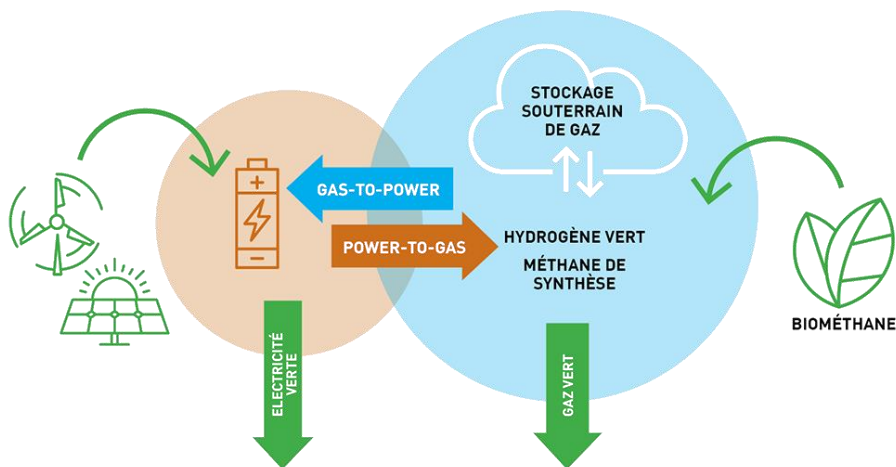 STOCKAGE
SOUTERRAIN
DE GAZ
GAS-TO-POWER
POWER-TO-GAS
HYDROGÈNE VERT
MÉTHANE DE
SYNTHÈSE
BIOMÉTHANE
ELECTRICITÉ
VERTE
GAZ VERT